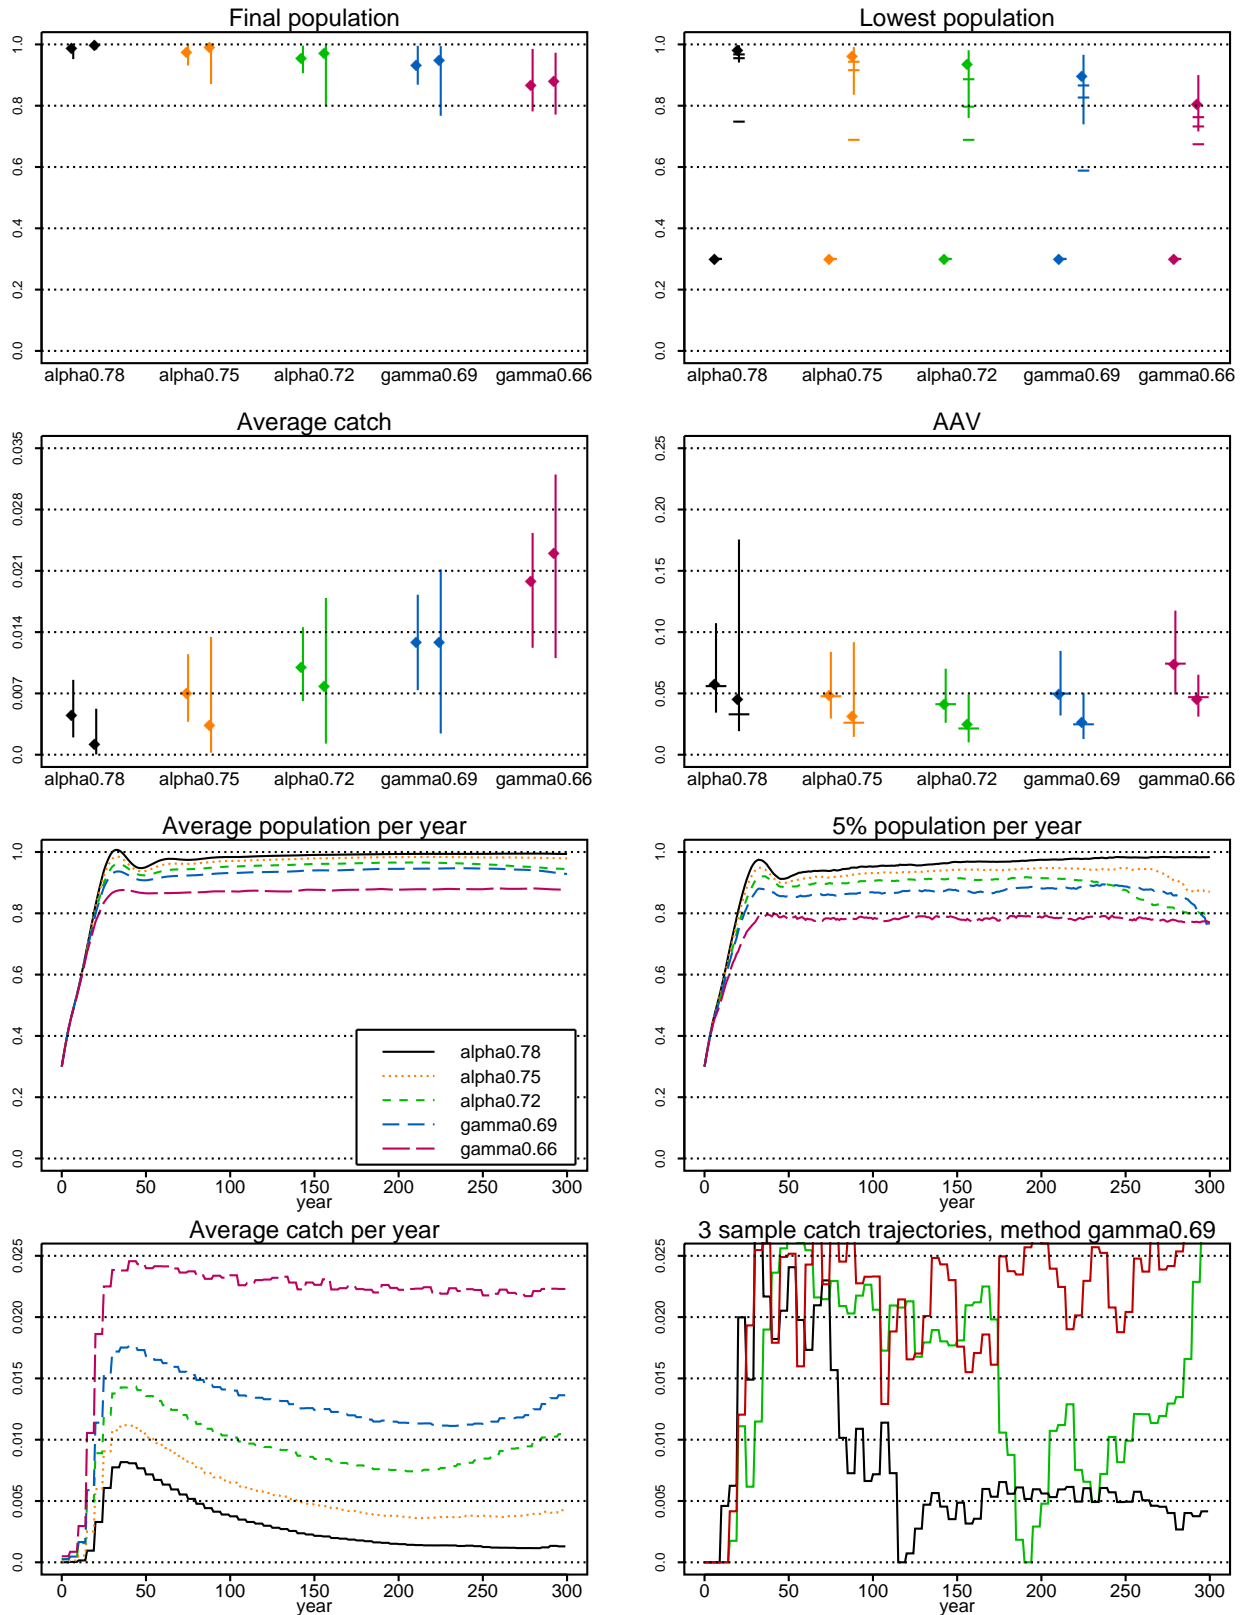 Final population
1.0
0.8
0.6
0.4
0.2
0.0
alpha0.78 alpha0.75 alpha0.72 gamma0.69 gamma0.66
Lowest population
1.0
0.8
0.6
0.4
0.2
0.0
alpha0.78 alpha0.75 alpha0.72 gamma0.69 gamma0.66
Average catch
0.035
0.028
0.021
0.014
0.007
0.0
alpha0.78 alpha0.75 alpha0.72 gamma0.69 gamma0.66
AAV
0.25
0.20
0.15
0.10
0.05
0.0
alpha0.78 alpha0.75 alpha0.72 gamma0.69 gamma0.66
Average population per year
1.0
0.8
0.6
0.4
0.2
0.0
alpha0.78
alpha0.75
alpha0.72
gamma0.69
gamma0.66
0 50 100 150 200 250 300
year
5% population per year
1.0
0.8
0.6
0.4
0.2
0.0
0 50 100 150 200 250 300
year
Average catch per year
0.025
0.020
0.015
0.010
0.005
0.0
0 50 100 150 200 250 300
year
3 sample catch trajectories, method gamma0.69
0.025
0.020
0.015
0.010
0.005
0.0
0 50 100 150 200 250 300
year